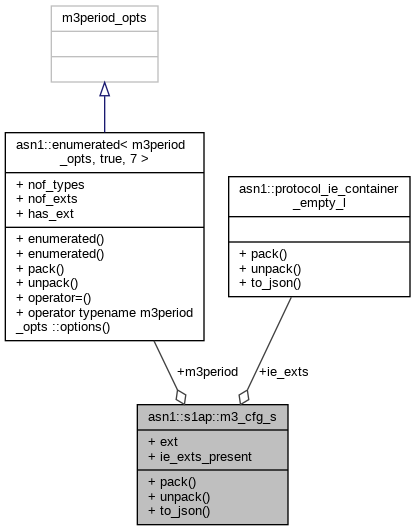 m3period_opts
asn1::enumerated< m3period
_opts, true, 7 >
+ nof_types
+ nof_exts
+ has_ext
+ enumerated()
+ enumerated()
+ pack()
+ unpack()
+ operator=()
+ operator typename m3period
_opts ::options()
asn1::protocol_ie_container
_empty_l
+ pack()
+ unpack()
+ to_json()
+m3period
+ie_exts
asn1::s1ap::m3_cfg_s
+ ext
+ ie_exts_present
+ pack()
+ unpack()
+ to_json()